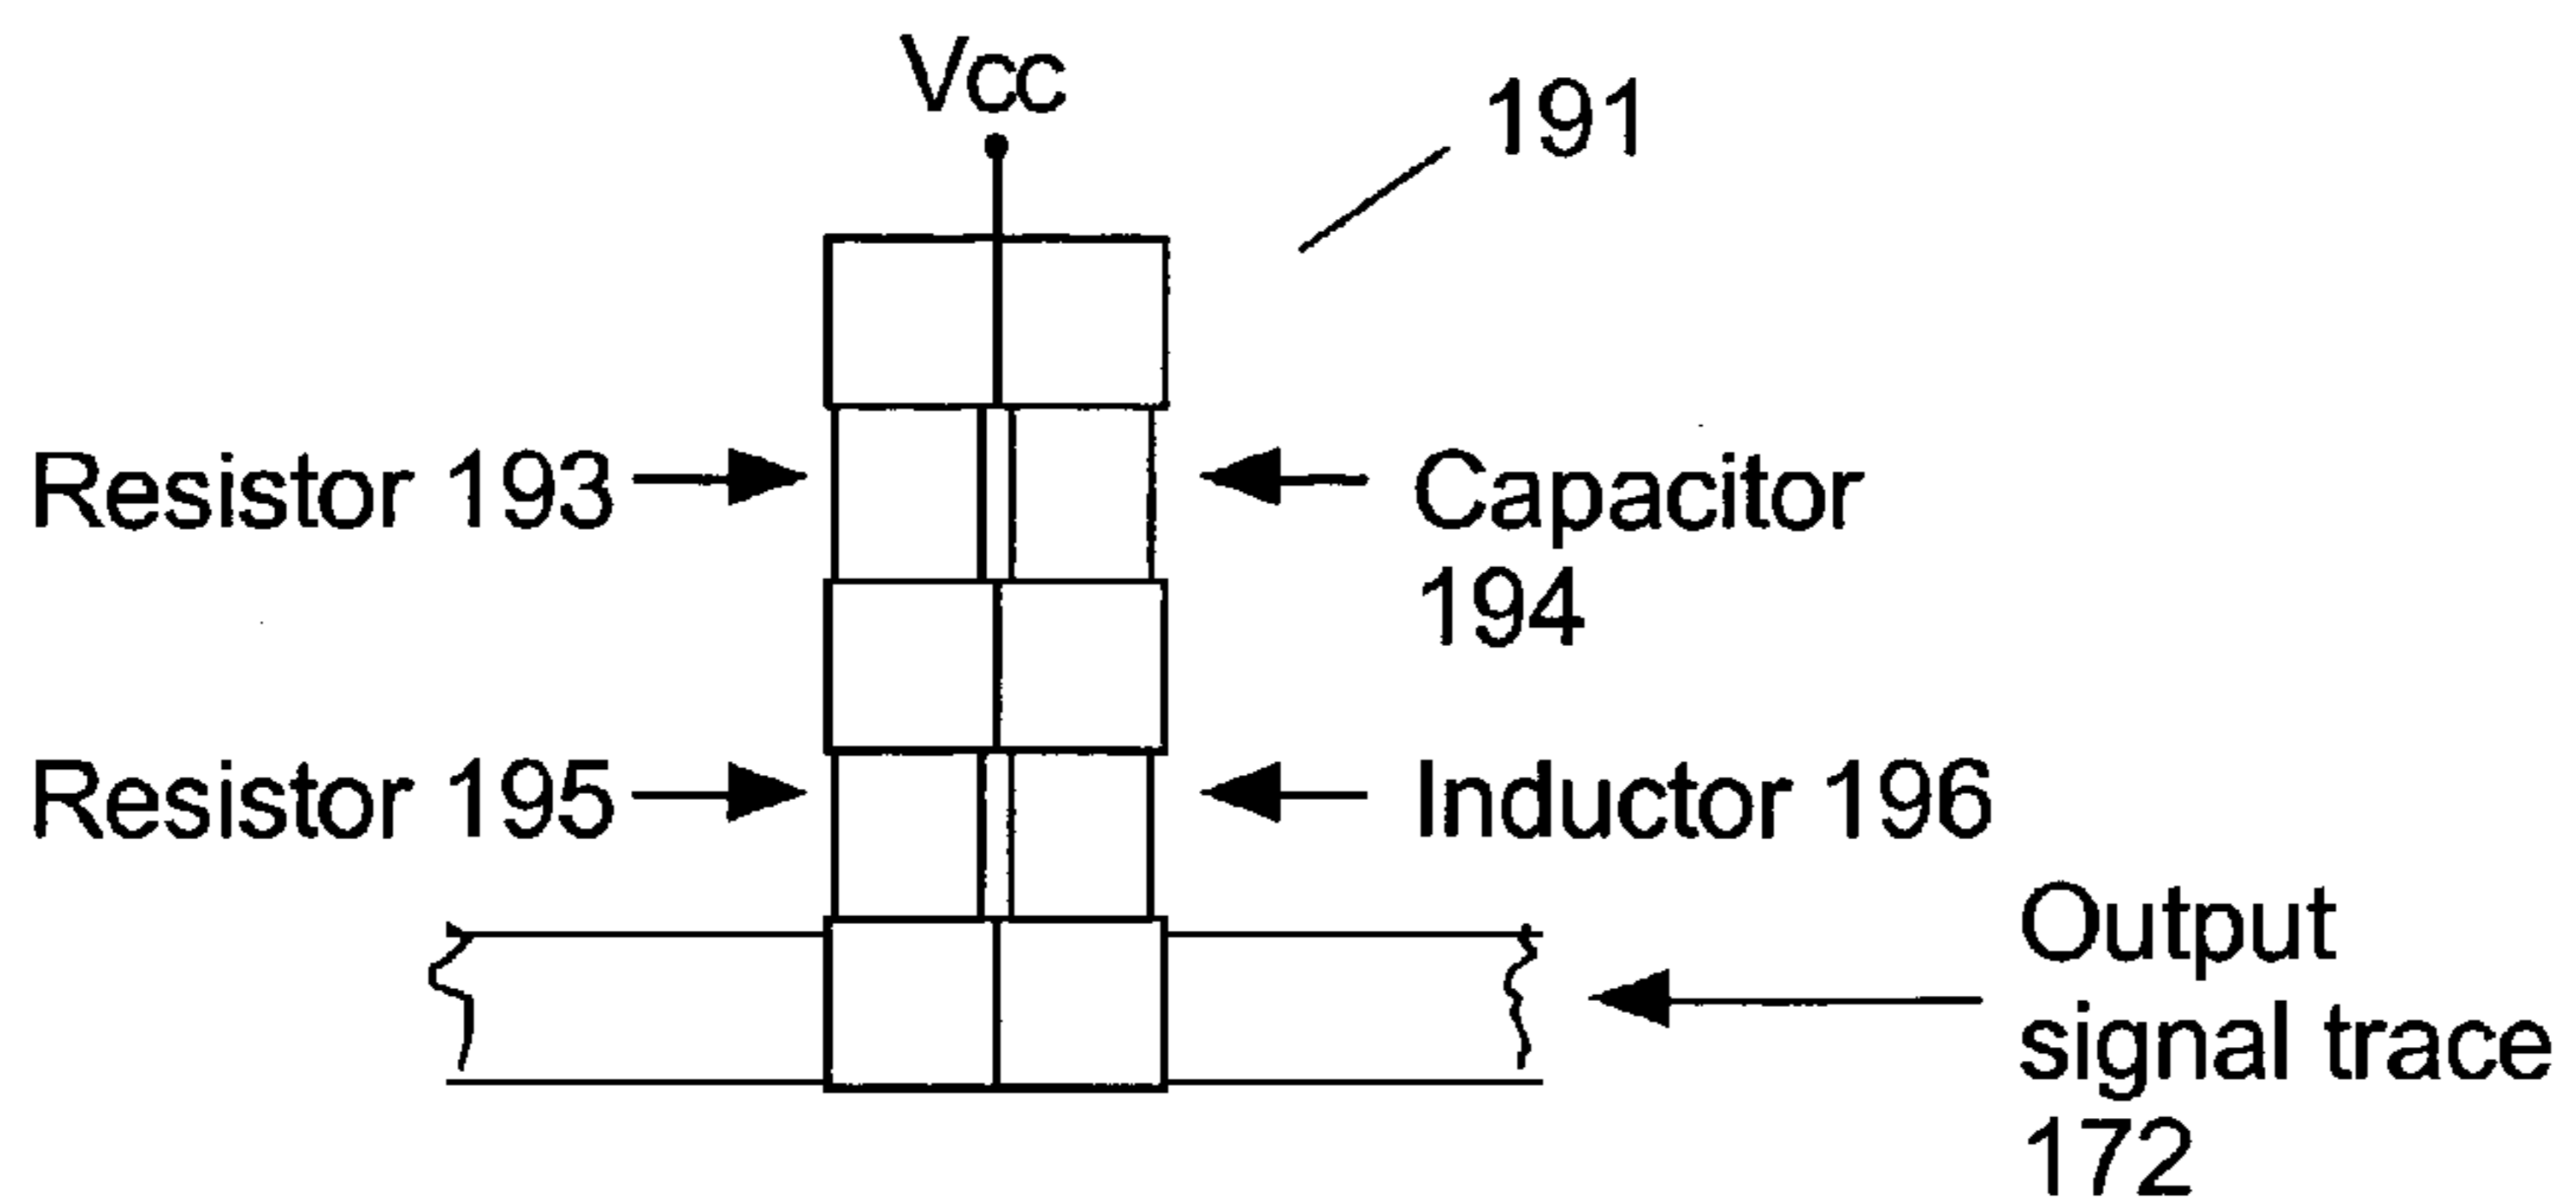 Vcc
191
Resistor 193
Capacitor
194
Resistor 195
Inductor 196
Output
signal trace
172